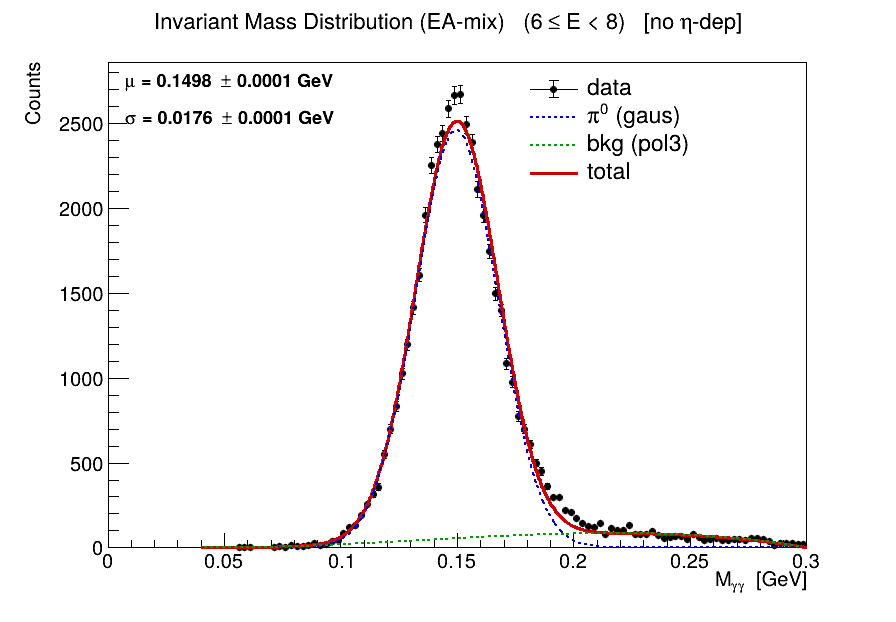 Invariant Mass Distribution (EA-mix) (6 ≤ E < 8) [no η-dep]
Counts
μ = 0.1498 ± 0.0001 GeV
σ = 0.0176 ± 0.0001 GeV
data
π⁰ (gaus)
bkg (pol3)
total
2500
2000
1500
1000
500
0
0 0.05 0.1 0.15 0.2 0.25 0.3
Mγγ [GeV]